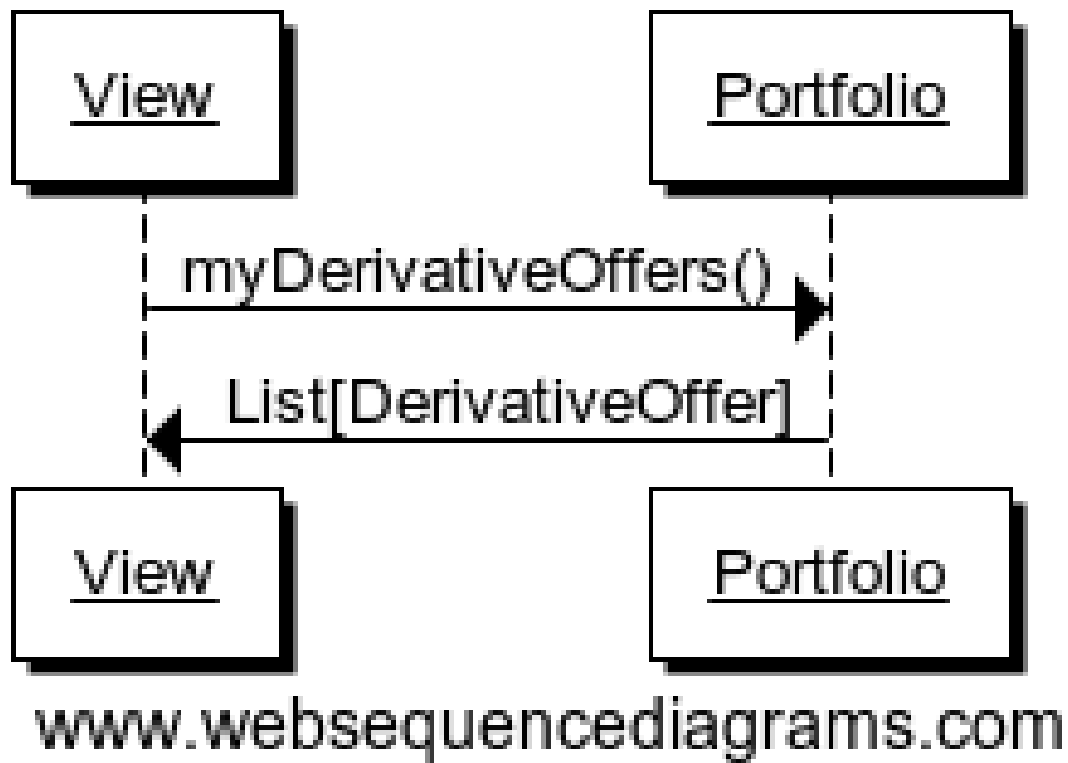 View Portfolio
myDerivativeOffers()
List[DerivativeOffer]
View Portfolio
www.websequencediagrams.com